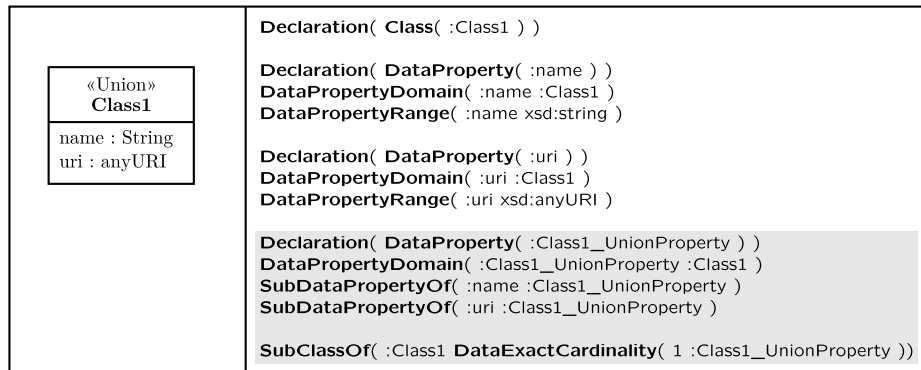 «Union»
Class1
name : String
uri : anyURI
Declaration( Class( :Class1 ) )
Declaration( DataProperty( :name ) )
DataPropertyDomain( :name :Class1 )
DataPropertyRange( :name xsd:string )
Declaration( DataProperty( :uri ) )
DataPropertyDomain( :uri :Class1 )
DataPropertyRange( :uri xsd:anyURI )
Declaration( DataProperty( :Class1_UnionProperty ) )
DataPropertyDomain( :Class1_UnionProperty :Class1 )
SubDataPropertyOf( :name :Class1_UnionProperty )
SubDataPropertyOf( :uri :Class1_UnionProperty )
SubClassOf( :Class1 DataExactCardinality( 1 :Class1_UnionProperty ))